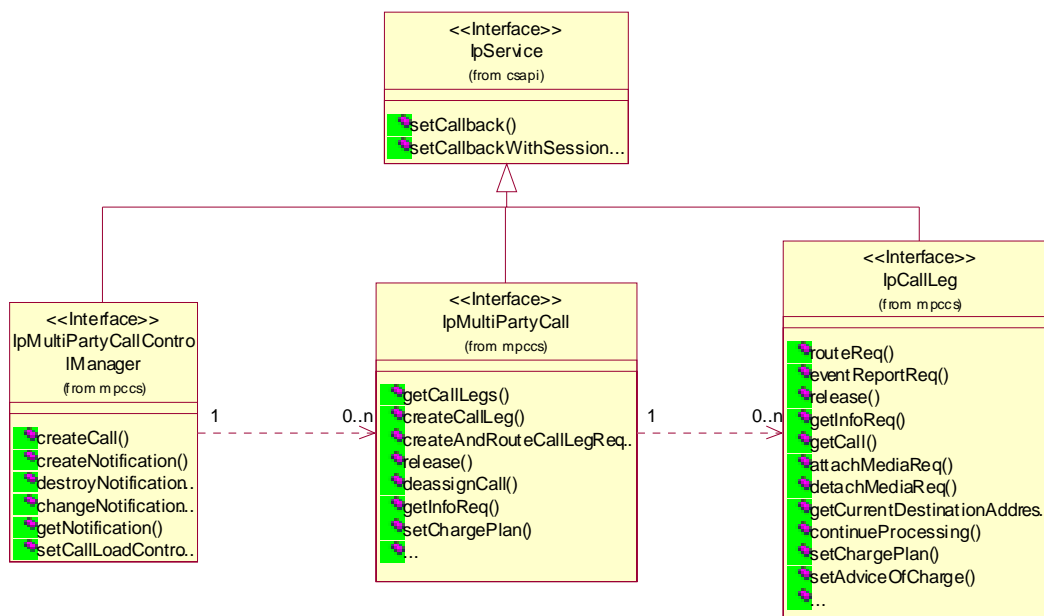 <<Interface>>
IpService
(from csapi)
setCallback()
setCallbackWithSession...
<<Interface>>
IpMultiPartyCallContro
lManager
(from mpccs)
createCall()
createNotification()
destroyNotification...
changeNotification...
getNotification()
setCallLoadContro...
1
0..n
<<Interface>>
IpMultiPartyCall
(from mpccs)
getCallLegs()
createCallLeg()
createAndRouteCallLegReq...
release()
deassignCall()
getInfoReq()
setChargePlan()
...
1
0..n
<<Interface>>
IpCallLeg
(from mpccs)
routeReq()
eventReportReq()
release()
getInfoReq()
getCall()
attachMediaReq()
detachMediaReq()
getCurrentDestinationAddres...
continueProcessing()
setChargePlan()
setAdviceOfCharge()
...